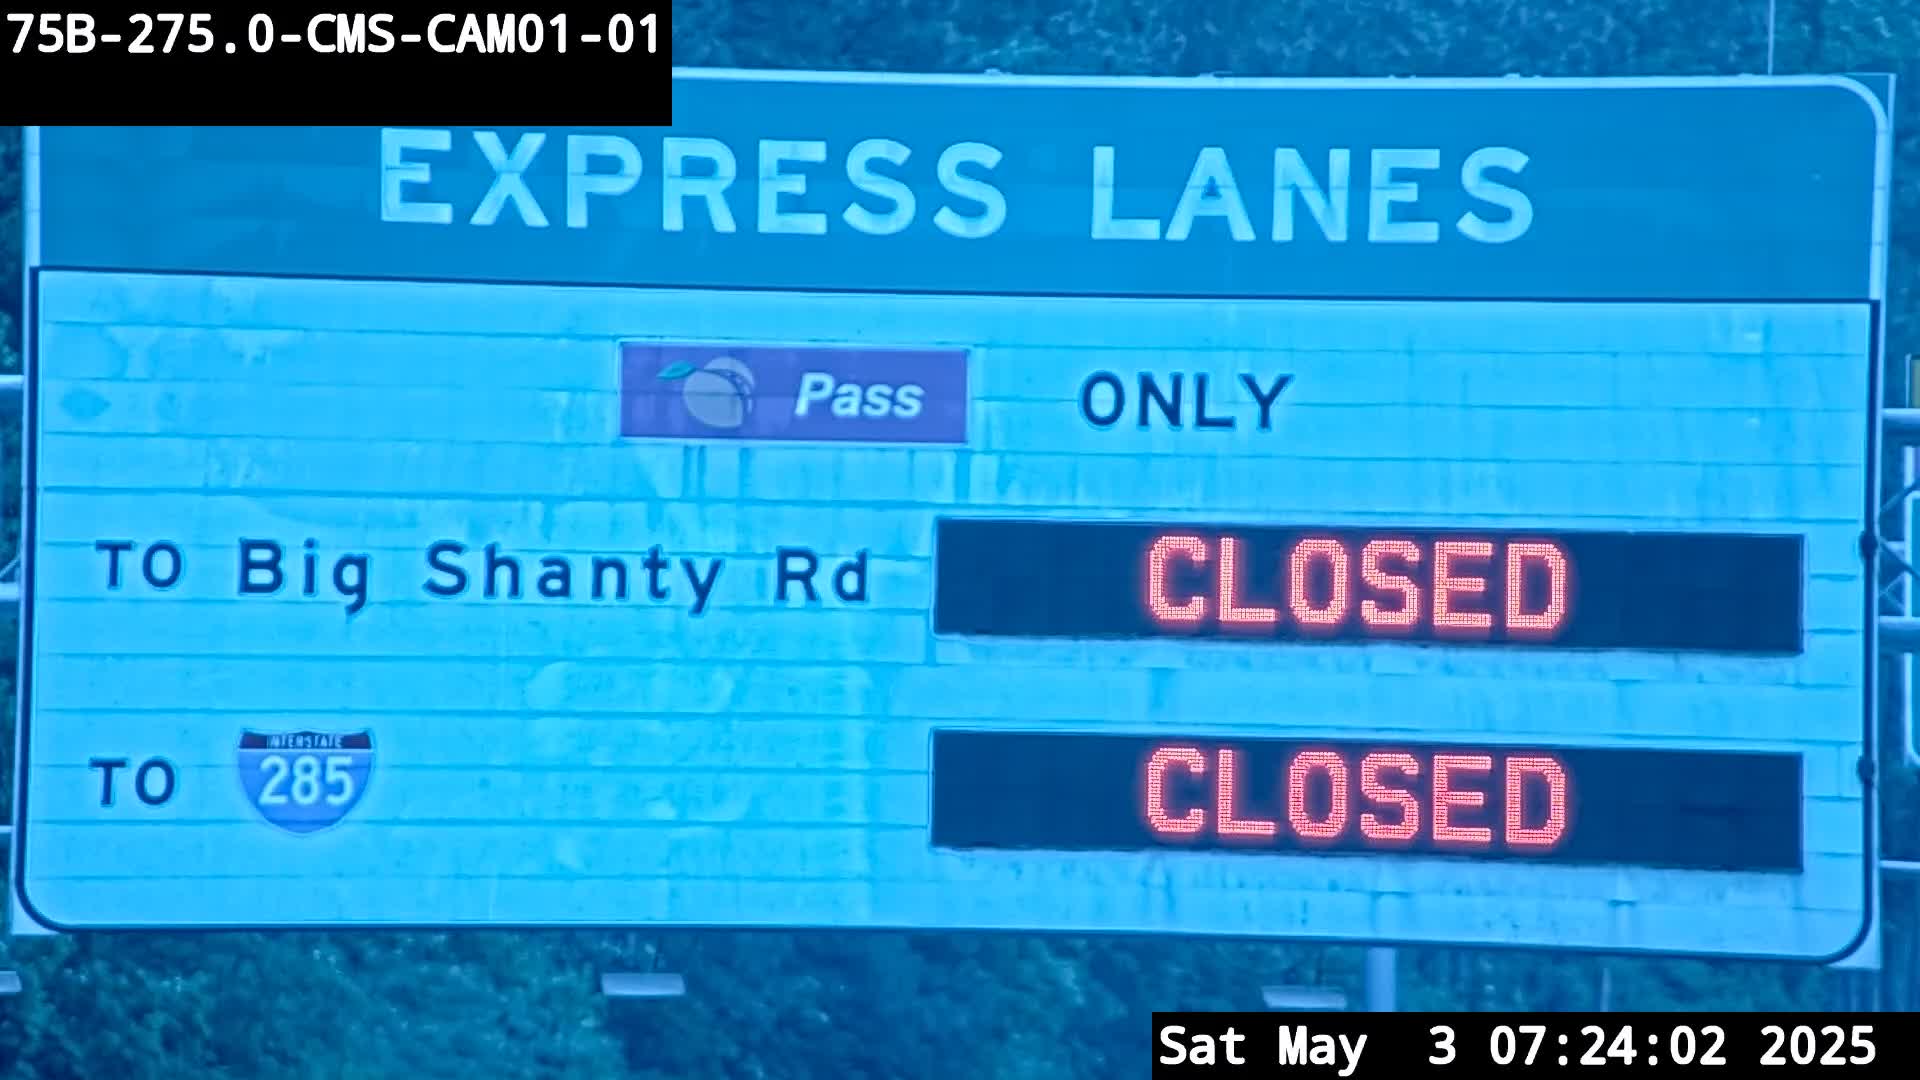 75B-275.0-CMS-CAM01-01
EXPRESS LANES
Pass ONLY
TO Big Shanty Rd CLOSED
INTERSTATE
TO 285 CLOSED
Sat May 3 07:24:02 2025